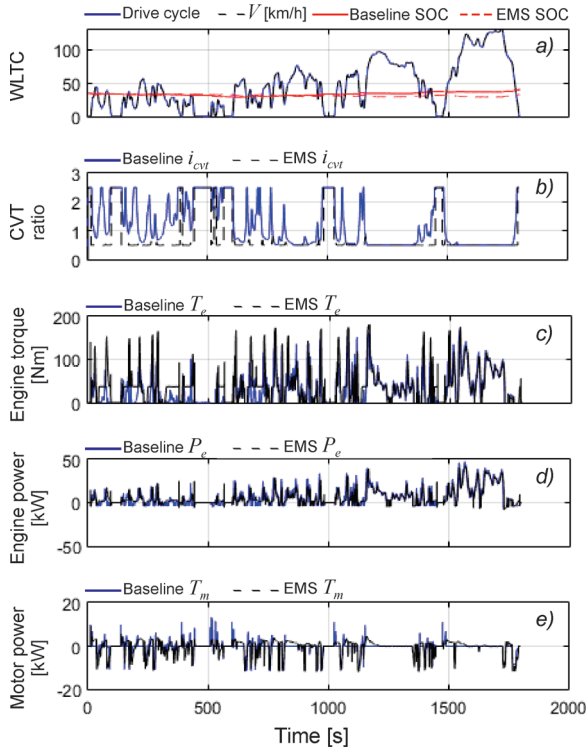 Drive cycle V [km/h] Baseline SOC EMS SOC
WLTC
100
50
0
a)
Baseline i_cvt EMS i_cvt
CVT
ratio
3
2
1
0
b)
Baseline T_e EMS T_e
Engine torque
[Nm]
200
100
0
c)
Baseline P_e EMS P_e
Engine power
[kW]
50
0
-50
d)
Baseline T_m EMS T_m
Motor power
[kW]
20
0
-20
e)
0 500 1000 1500 2000
Time [s]